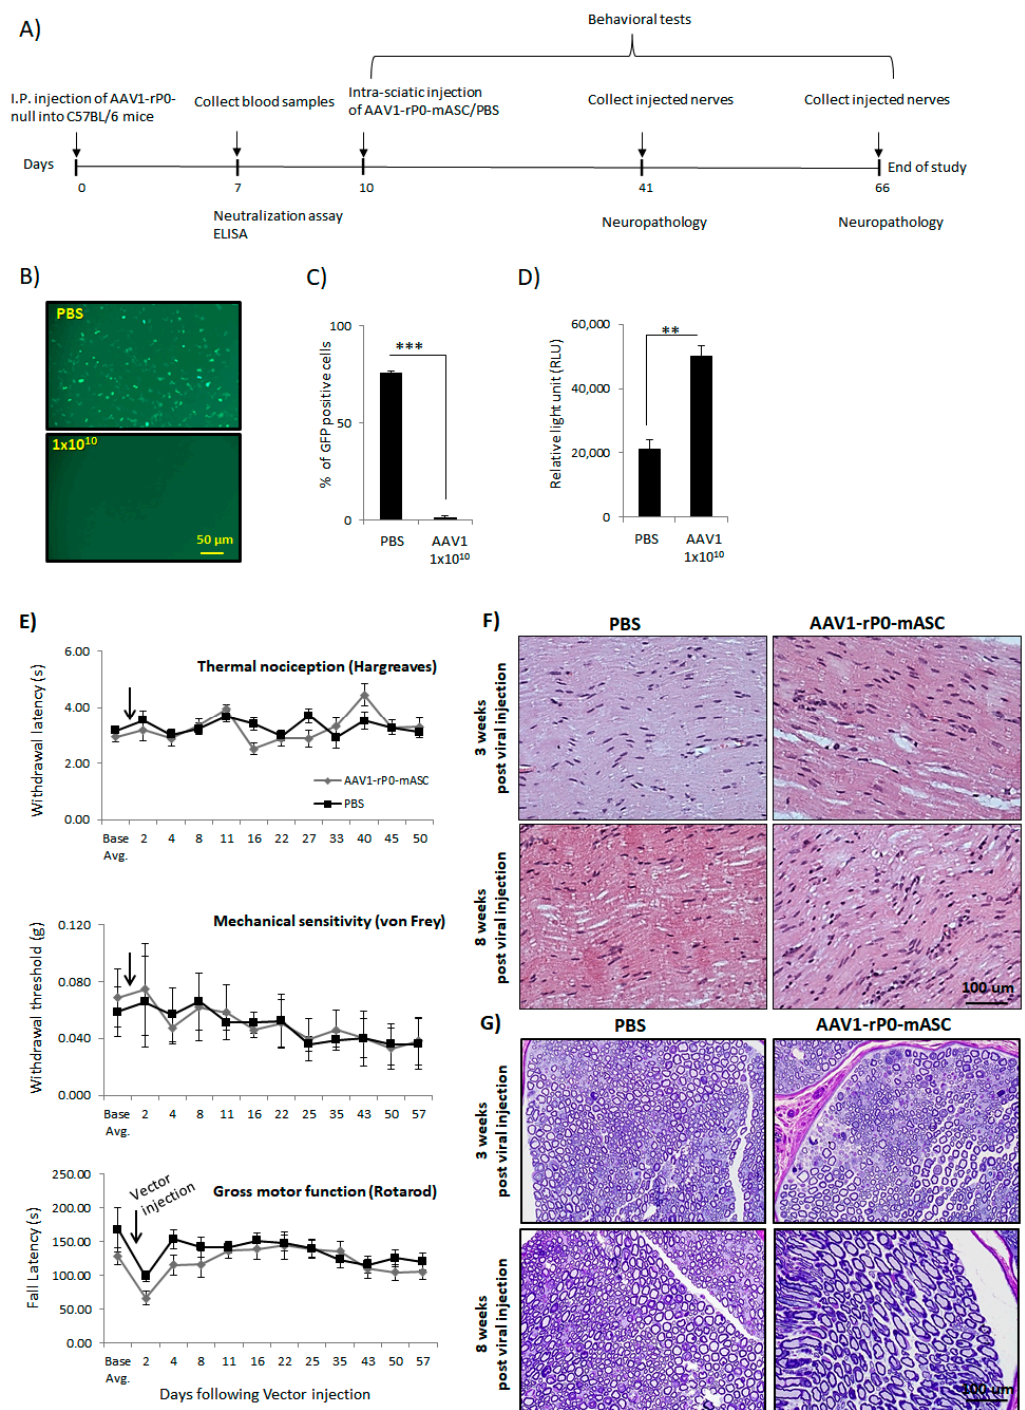 A)
Behavioral tests
I.P. injection of AAV1-rP0-
null into C57BL/6 mice
Collect blood samples
Intra-sciatic injection
of AAV1-rP0-mASC/PBS
Collect injected nerves
Collect injected nerves
Days
End of study
0
7
10
41
66
Neutralization assay
ELISA
Neuropathology
Neuropathology
B)
PBS
1x10¹⁰
50 µm
C)
% of GFP positive cells
100
50
0
***
PBS
AAV1
1x10¹⁰
D)
Relative light unit (RLU)
60,000
40,000
20,000
0
**
PBS
AAV1
1x10¹⁰
E)
Thermal nociception (Hargreaves)
Withdrawal latency (s)
6.00
4.00
2.00
0.00
AAV1-rP0-mASC
PBS
Base 2 4 8 11 16 22 27 33 40 45 50
Avg.
Mechanical sensitivity (von Frey)
Withdrawal threshold (g)
0.120
0.080
0.040
0.000
Base 2 4 8 11 16 22 25 35 43 50 57
Avg.
Gross motor function (Rotarod)
Vector
injection
Fall Latency (s)
250.00
200.00
150.00
100.00
50.00
0.00
Base 2 4 8 11 16 22 25 35 43 50 57
Avg.
Days following Vector injection
F)
PBS
AAV1-rP0-mASC
3 weeks
post viral injection
8 weeks
post viral injection
100 um
G)
PBS
AAV1-rP0-mASC
3 weeks
post viral injection
8 weeks
post viral injection
100 um